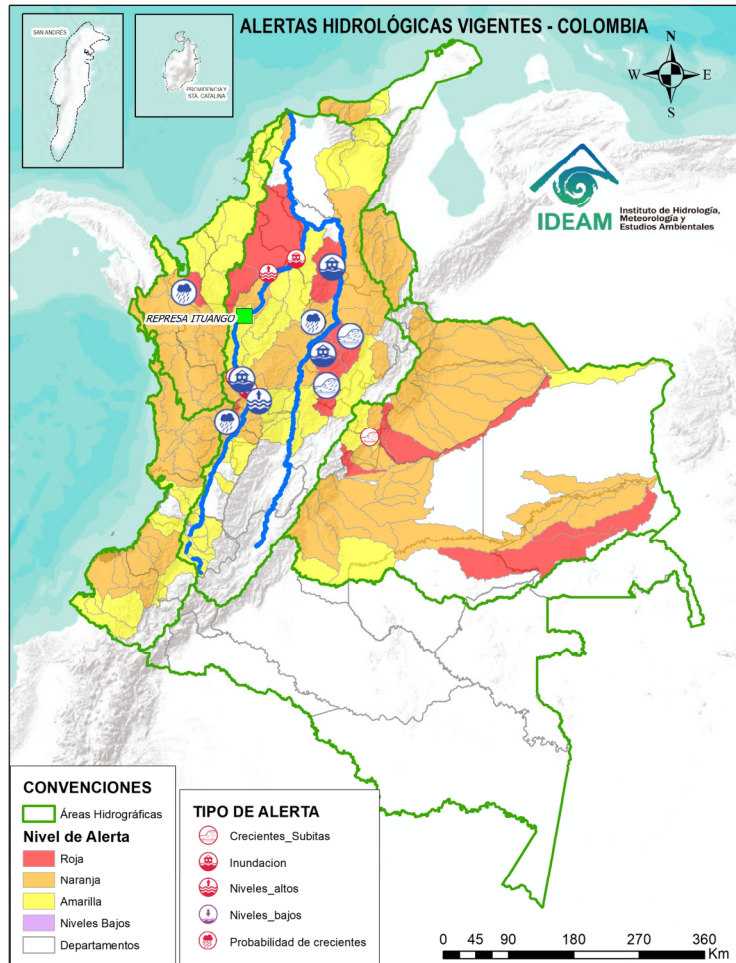 ALERTAS HIDROLÓGICAS VIGENTES - COLOMBIA
SAN ANDRÉS
PROVIDENCIA Y
STA. CATALINA
N
W
E
S
IDEAM
Instituto de Hidrología,
Meteorología y
Estudios Ambientales
REPRESA ITUANGO
CONVENCIONES
Áreas Hidrográficas
Nivel de Alerta
Roja
Naranja
Amarilla
Niveles Bajos
Departamentos
TIPO DE ALERTA
Crecientes_Subitas
Inundacion
Niveles_altos
Niveles_bajos
Probabilidad de crecientes
0 45 90 180 270 360
Km